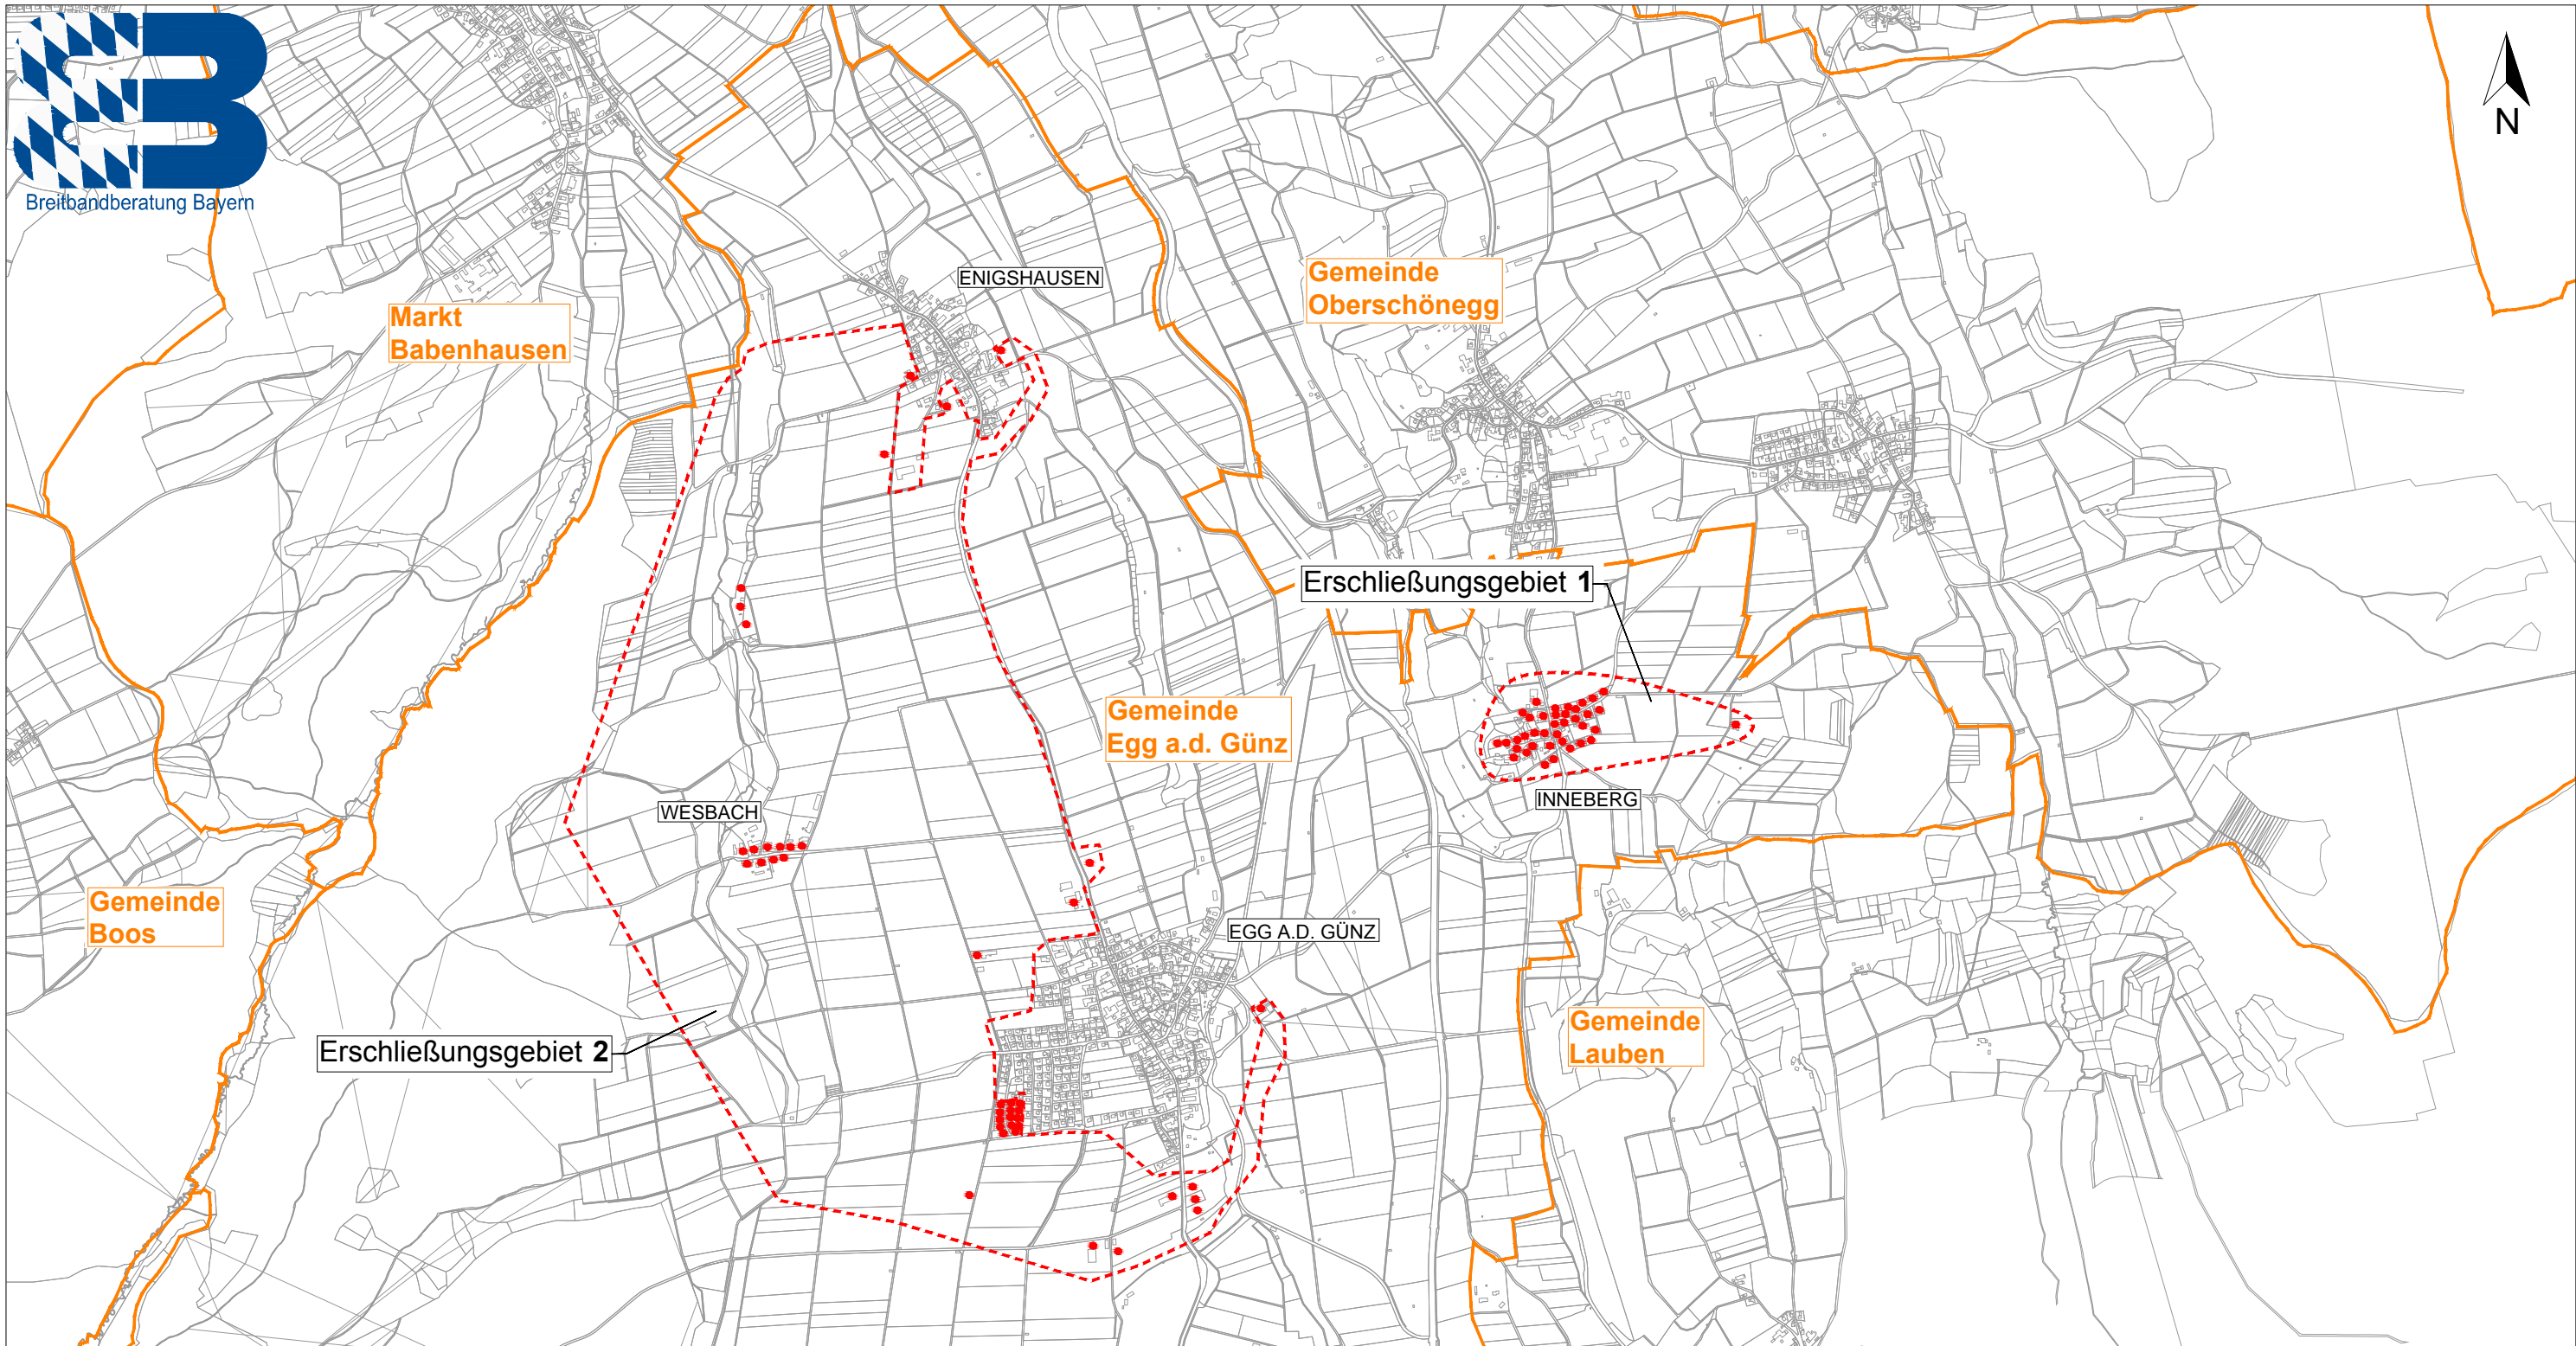 Breitbandberatung Bayern
N
ENIGSHAUSEN
Gemeinde
Oberschönegg
Markt
Babenhausen
Erschließungsgebiet 1
Gemeinde
Egg a.d. Günz
WESBACH
INNEBERG
Gemeinde
Boos
EGG A.D. GÜNZ
Gemeinde
Lauben
Erschließungsgebiet 2